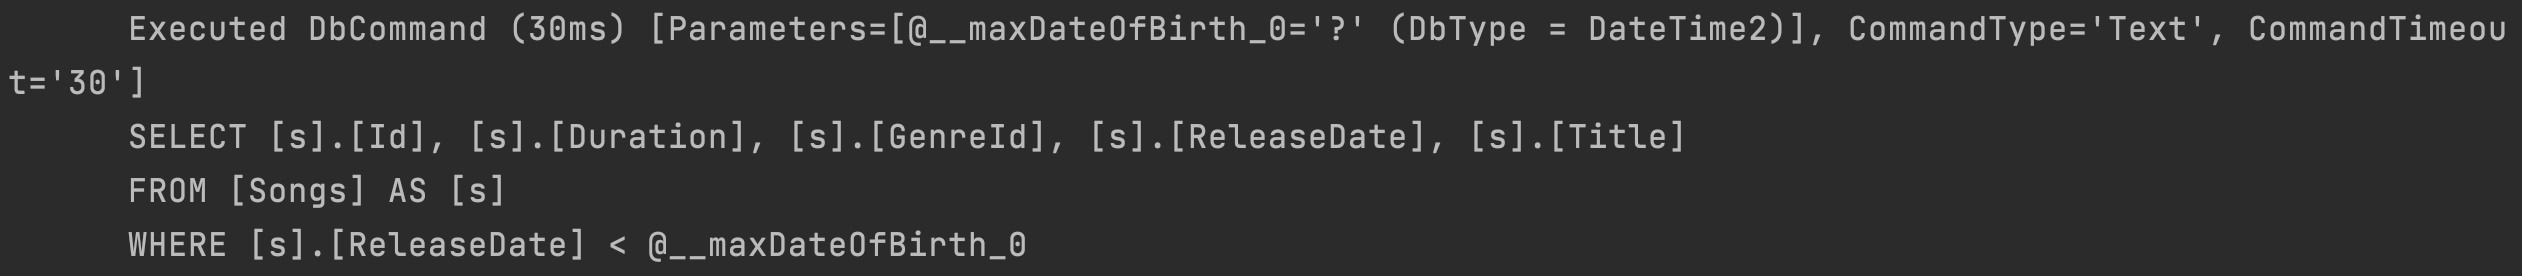 Executed DbCommand (30ms) [Parameters=[@__maxDateOfBirth_0='?' (DbType = DateTime2)], CommandType='Text', CommandTimeou
t='30']
SELECT [s].[Id], [s].[Duration], [s].[GenreId], [s].[ReleaseDate], [s].[Title]
FROM [Songs] AS [s]
WHERE [s].[ReleaseDate] < @__maxDateOfBirth_0